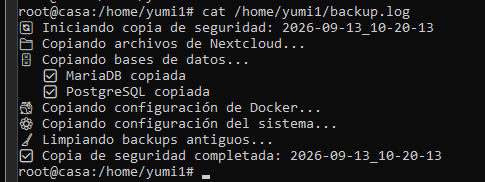 root@casa:/home/yumi1# cat /home/yumi1/backup.log
🔄 Iniciando copia de seguridad: 2026-09-13_10-20-13
📁 Copiando archivos de Nextcloud...
🗄️ Copiando bases de datos...
✅ MariaDB copiada
✅ PostgreSQL copiada
🐳 Copiando configuración de Docker...
⚙️ Copiando configuración del sistema...
🧹 Limpiando backups antiguos...
✅ Copia de seguridad completada: 2026-09-13_10-20-13
root@casa:/home/yumi1#